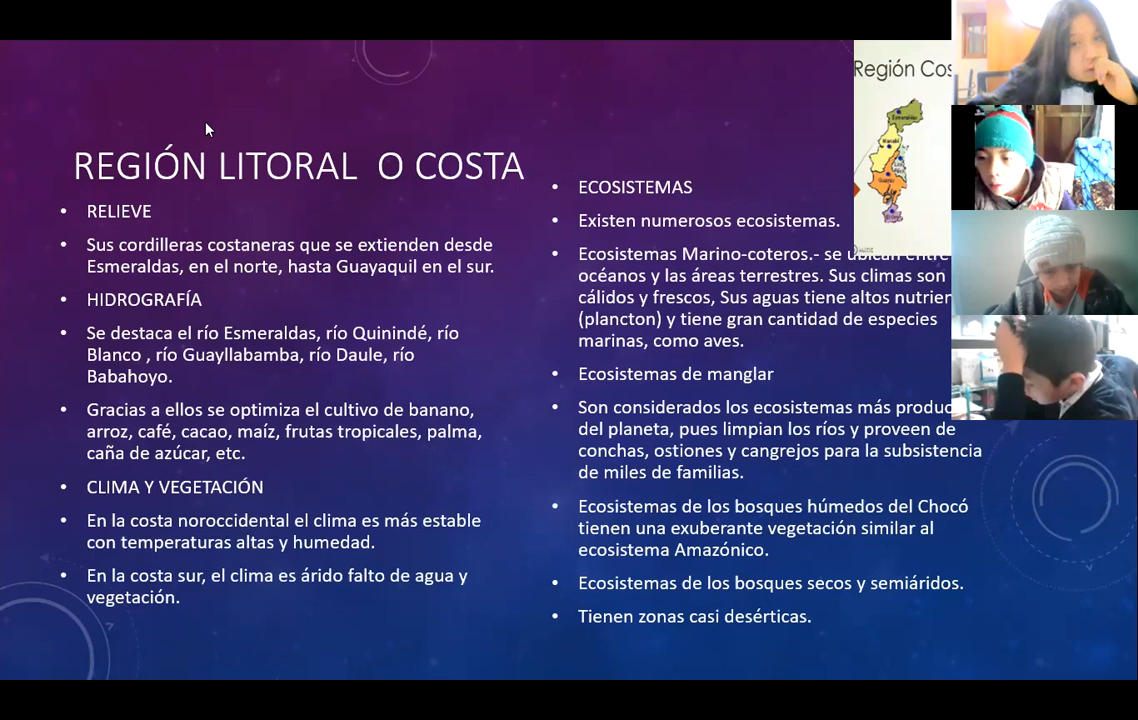 REGIÓN LITORAL O COSTA
RELIEVE
Sus cordilleras costaneras que se extienden desde
Esmeraldas, en el norte, hasta Guayaquil en el sur.
HIDROGRAFÍA
Se destaca el río Esmeraldas, río Quinindé, río
Blanco , río Guayllabamba, río Daule, río
Babahoyo.
Gracias a ellos se optimiza el cultivo de banano,
arroz, café, cacao, maíz, frutas tropicales, palma,
caña de azúcar, etc.
CLIMA Y VEGETACIÓN
En la costa noroccidental el clima es más estable
con temperaturas altas y humedad.
En la costa sur, el clima es árido falto de agua y
vegetación.
ECOSISTEMAS
Existen numerosos ecosistemas.
Ecosistemas Marino-coteros.- se ubican entre
océanos y las áreas terrestres. Sus climas son
cálidos y frescos, Sus aguas tiene altos nutrien
(plancton) y tiene gran cantidad de especies
marinas, como aves.
Ecosistemas de manglar
Son considerados los ecosistemas más produc
del planeta, pues limpian los ríos y proveen de
conchas, ostiones y cangrejos para la subsistencia
de miles de familias.
Ecosistemas de los bosques húmedos del Chocó
tienen una exuberante vegetación similar al
ecosistema Amazónico.
Ecosistemas de los bosques secos y semiáridos.
Tienen zonas casi desérticas.
Región Cos
Esmeraldas
Manabí
Guayas